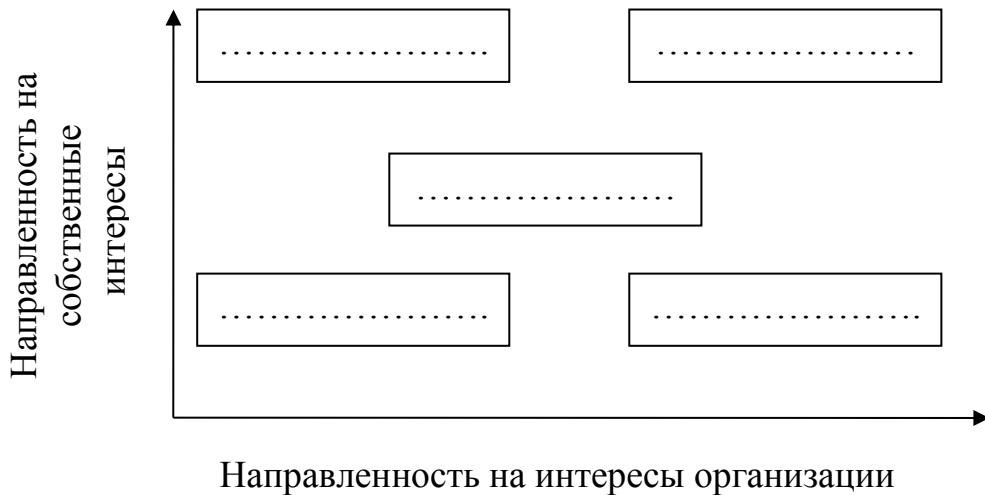 Направленность на
собственные
интересы
........................
.......................
.......................
........................
........................
Направленность на интересы организации